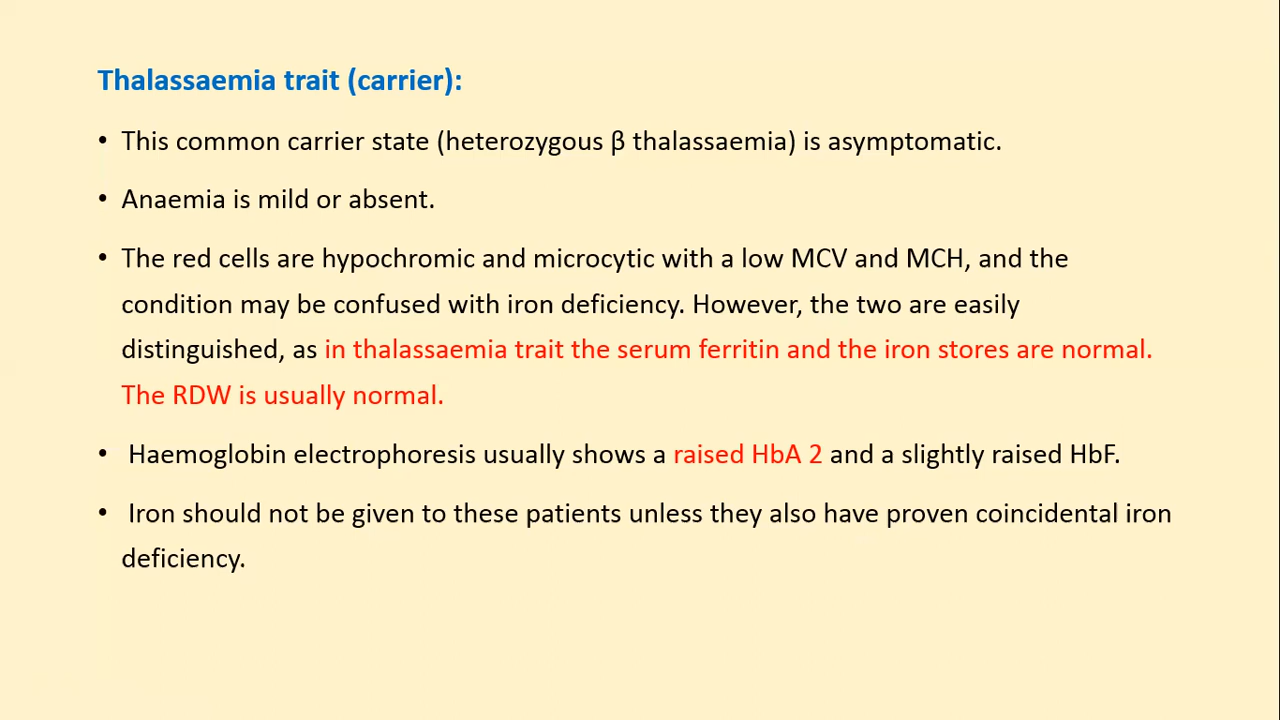 Thalassaemia trait (carrier):
• This common carrier state (heterozygous β thalassaemia) is asymptomatic.
• Anaemia is mild or absent.
• The red cells are hypochromic and microcytic with a low MCV and MCH, and the
condition may be confused with iron deficiency. However, the two are easily
distinguished, as in thalassaemia trait the serum ferritin and the iron stores are normal.
The RDW is usually normal.
• Haemoglobin electrophoresis usually shows a raised HbA 2 and a slightly raised HbF.
• Iron should not be given to these patients unless they also have proven coincidental iron
deficiency.